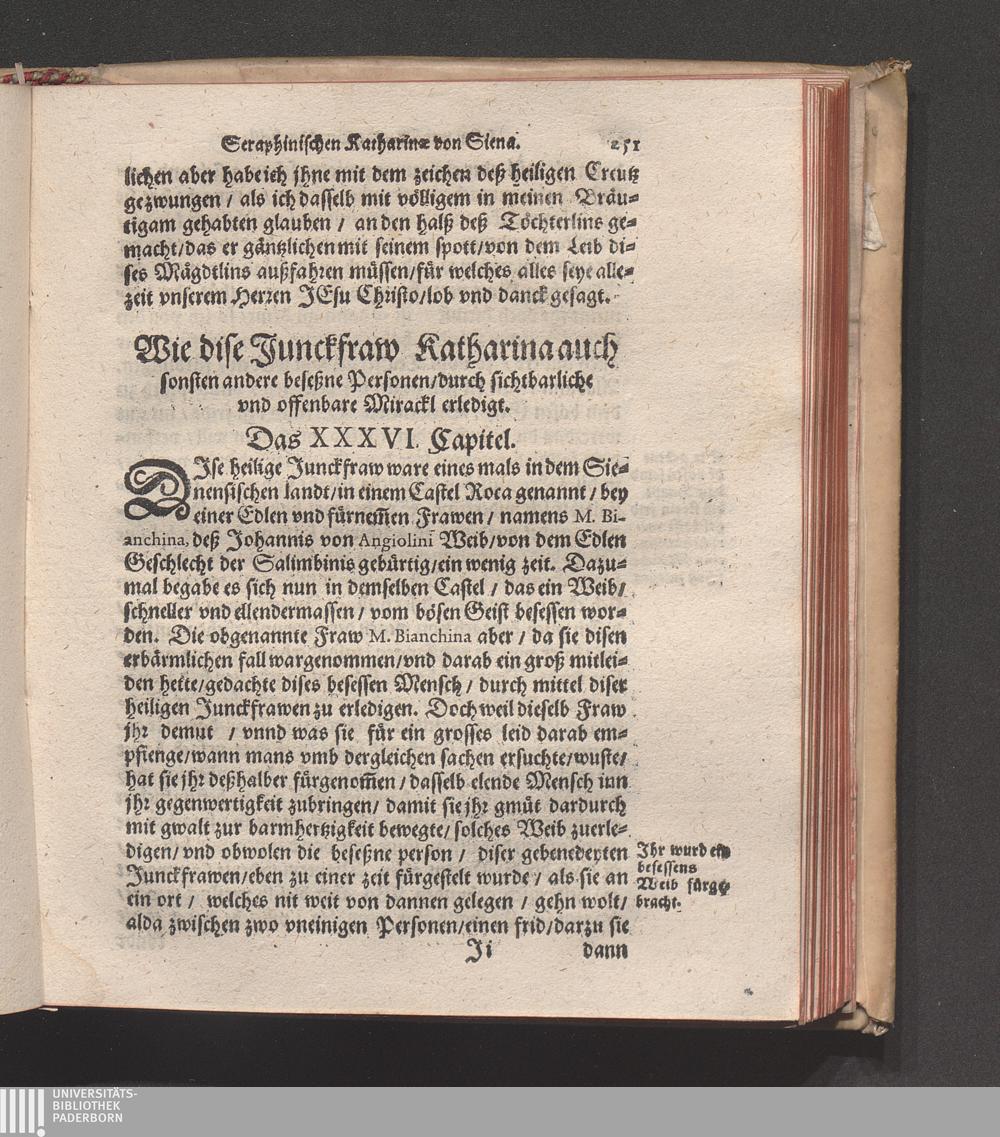 Seraphinischen Katharinæ von Siena. 251
lichen aber habe ich jhne mit dem zeichen deß heiligen Creutz
gezwungen / als ich dasselb mit völligem in meinen Bräu-
tigam gehabten glauben / an den halß deß Töchterlins ge-
macht/das er gäntzlichen mit seinem spott/von dem Leib di-
ses Mägdtlins außfahren müssen/für welches alles seye alle-
zeit vnserem Herren JEsu Christo/lob vnd danck gesagt.
Wie dise Junckfraw Katharina auch
sonsten andere beseßne Personen/durch sichtbarliche
vnd offenbare Mirackl erledigt.
Das XXXVI. Capitel.
DIse heilige Junckfraw ware eines mals in dem Sie-
nensischen landt/in einem Castel Roca genannt / bey
einer Edlen vnd fürnem̃en Frawen / namens M. Bi-
anchina, deß Johannis von Angiolini Weib/von dem Edlen
Geschlecht der Salimbinis gebürtig/ein wenig zeit. Dazu-
mal begabe es sich nun in demselben Castel / das ein Weib/
schneller vnd ellendermassen / vom bösen Geist besessen wor-
den. Die obgenannte Fraw M. Bianchina aber / da sie disen
erbärmlichen fall wargenommen/vnd darab ein groß mitlei-
den hette/gedachte dises besessen Mensch / durch mittel diser
heiligen Junckfrawen zu erledigen. Doch weil dieselb Fraw
jhr demut / vnnd was sie für ein grosses leid darab em-
pfienge/wann mans vmb dergleichen sachen ersuchte/wuste/
hat sie jhr deßhalber fürgenom̃en / dasselb elende Mensch inn
jhr gegenwertigkeit zubringen/ damit sie jhr gmüt dardurch
mit gwalt zur barmhertzigkeit bewegte/ solches Weib zuerle-
digen/ vnd obwolen die beseßne person / diser gebenedeyten
Junckfrawen/eben zu einer zeit fürgestelt wurde / als sie an
ein ort / welches nit weit von dannen gelegen / gehn wolt/
alda zwischen zwo vneinigen Personen/einen frid/darzu sie
Ihr wurd ein
besessens
Weib fürge-
bracht.
Ji dann
UNIVERSITÄTS-
BIBLIOTHEK
PADERBORN